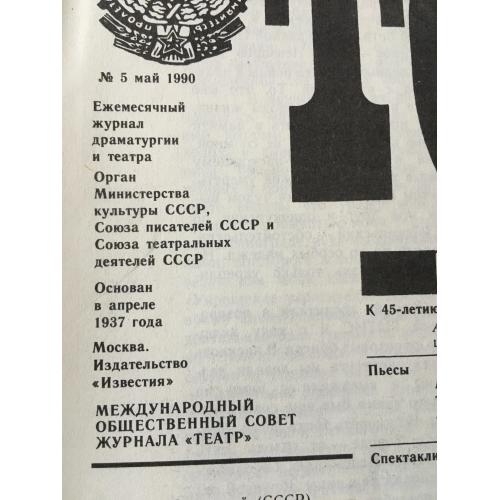 № 5 май 1990
Ежемесячный
журнал
драматургии
и театра
Орган
Министерства
культуры СССР,
Союза писателей СССР и
Союза театральных
деятелей СССР
Основан
в апреле
1937 года
Москва.
Издательство
«Известия»
МЕЖДУНАРОДНЫЙ
ОБЩЕСТВЕННЫЙ СОВЕТ
ЖУРНАЛА «ТЕАТР»
(СССР)
Т
К 45-летию
Пьесы
Спектакли